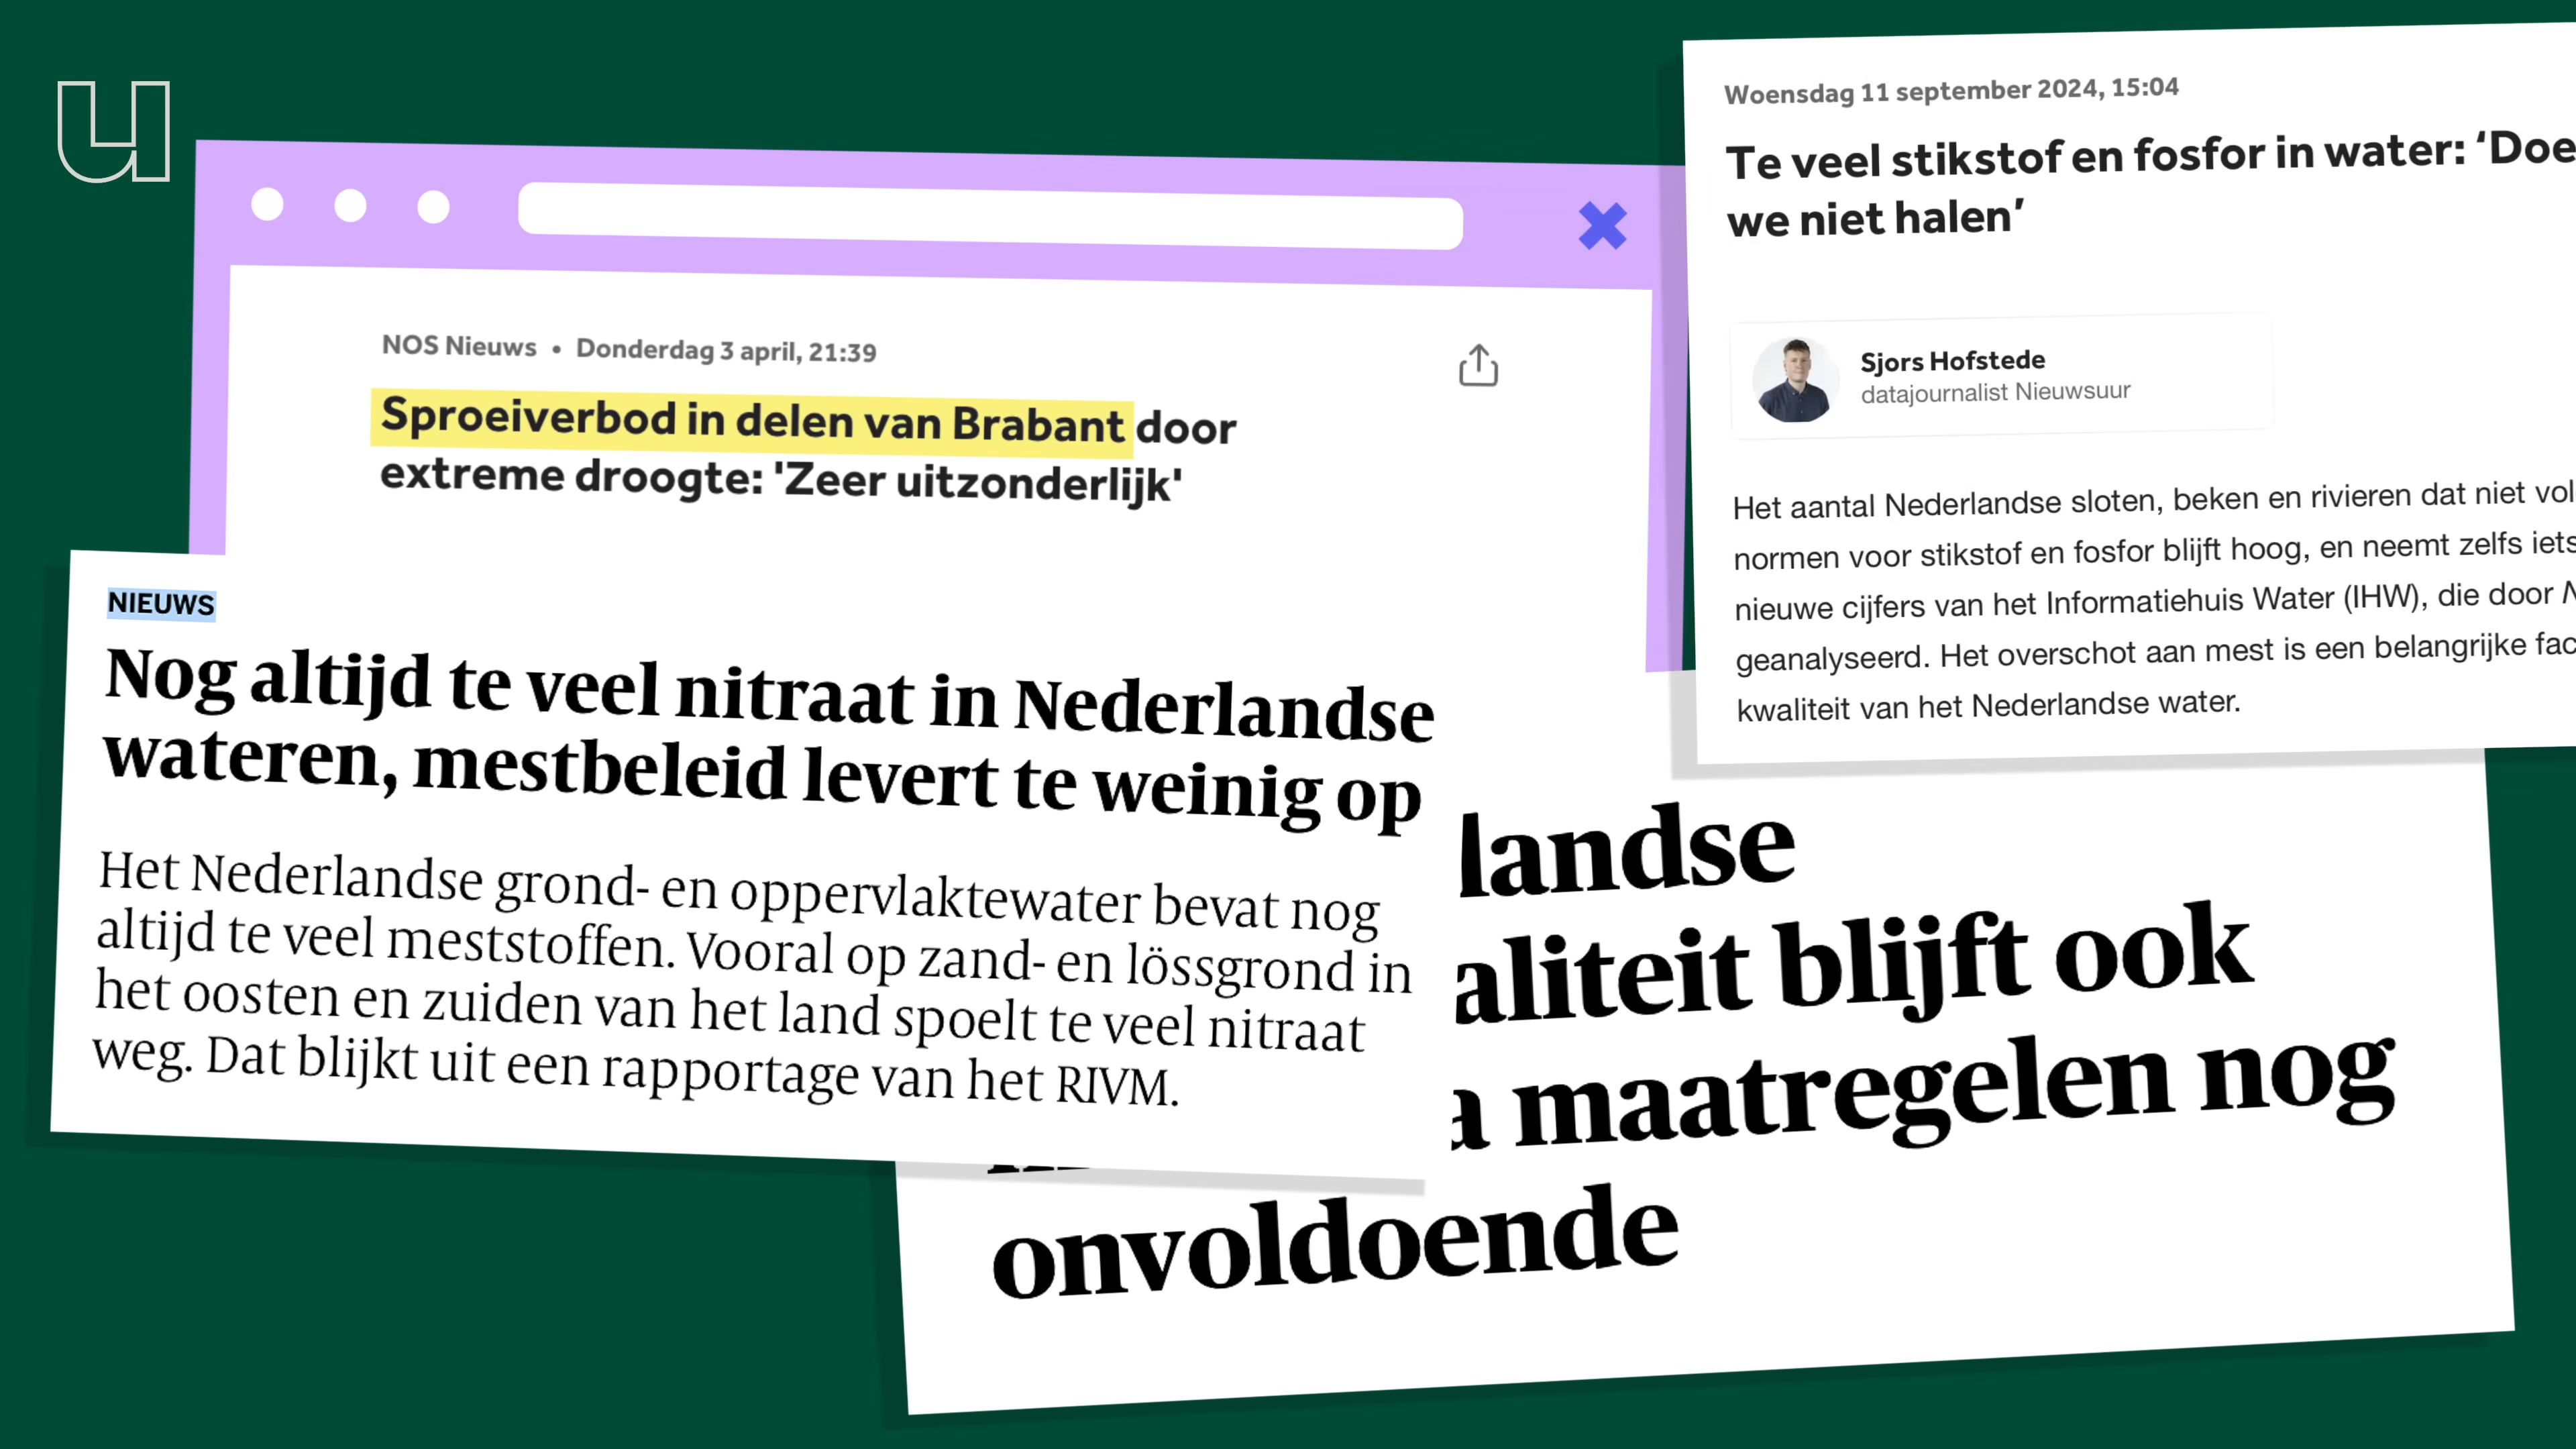 u
NOS Nieuws • Donderdag 3 april, 21:39
Sproeiverbod in delen van Brabant door
extreme droogte: 'Zeer uitzonderlijk'
Woensdag 11 september 2024, 15:04
Te veel stikstof en fosfor in water: ‘Doe
we niet halen’
Sjors Hofstede
datajournalist Nieuwsuur
Het aantal Nederlandse sloten, beken en rivieren dat niet vol
normen voor stikstof en fosfor blijft hoog, en neemt zelfs iets
nieuwe cijfers van het Informatiehuis Water (IHW), die door N
geanalyseerd. Het overschot aan mest is een belangrijke fac
kwaliteit van het Nederlandse water.
NIEUWS
Nog altijd te veel nitraat in Nederlandse
wateren, mestbeleid levert te weinig op
Het Nederlandse grond- en oppervlaktewater bevat nog
altijd te veel meststoffen. Vooral op zand- en lössgrond in
het oosten en zuiden van het land spoelt te veel nitraat
weg. Dat blijkt uit een rapportage van het RIVM.
landse
aliteit blijft ook
a maatregelen nog
onvoldoende